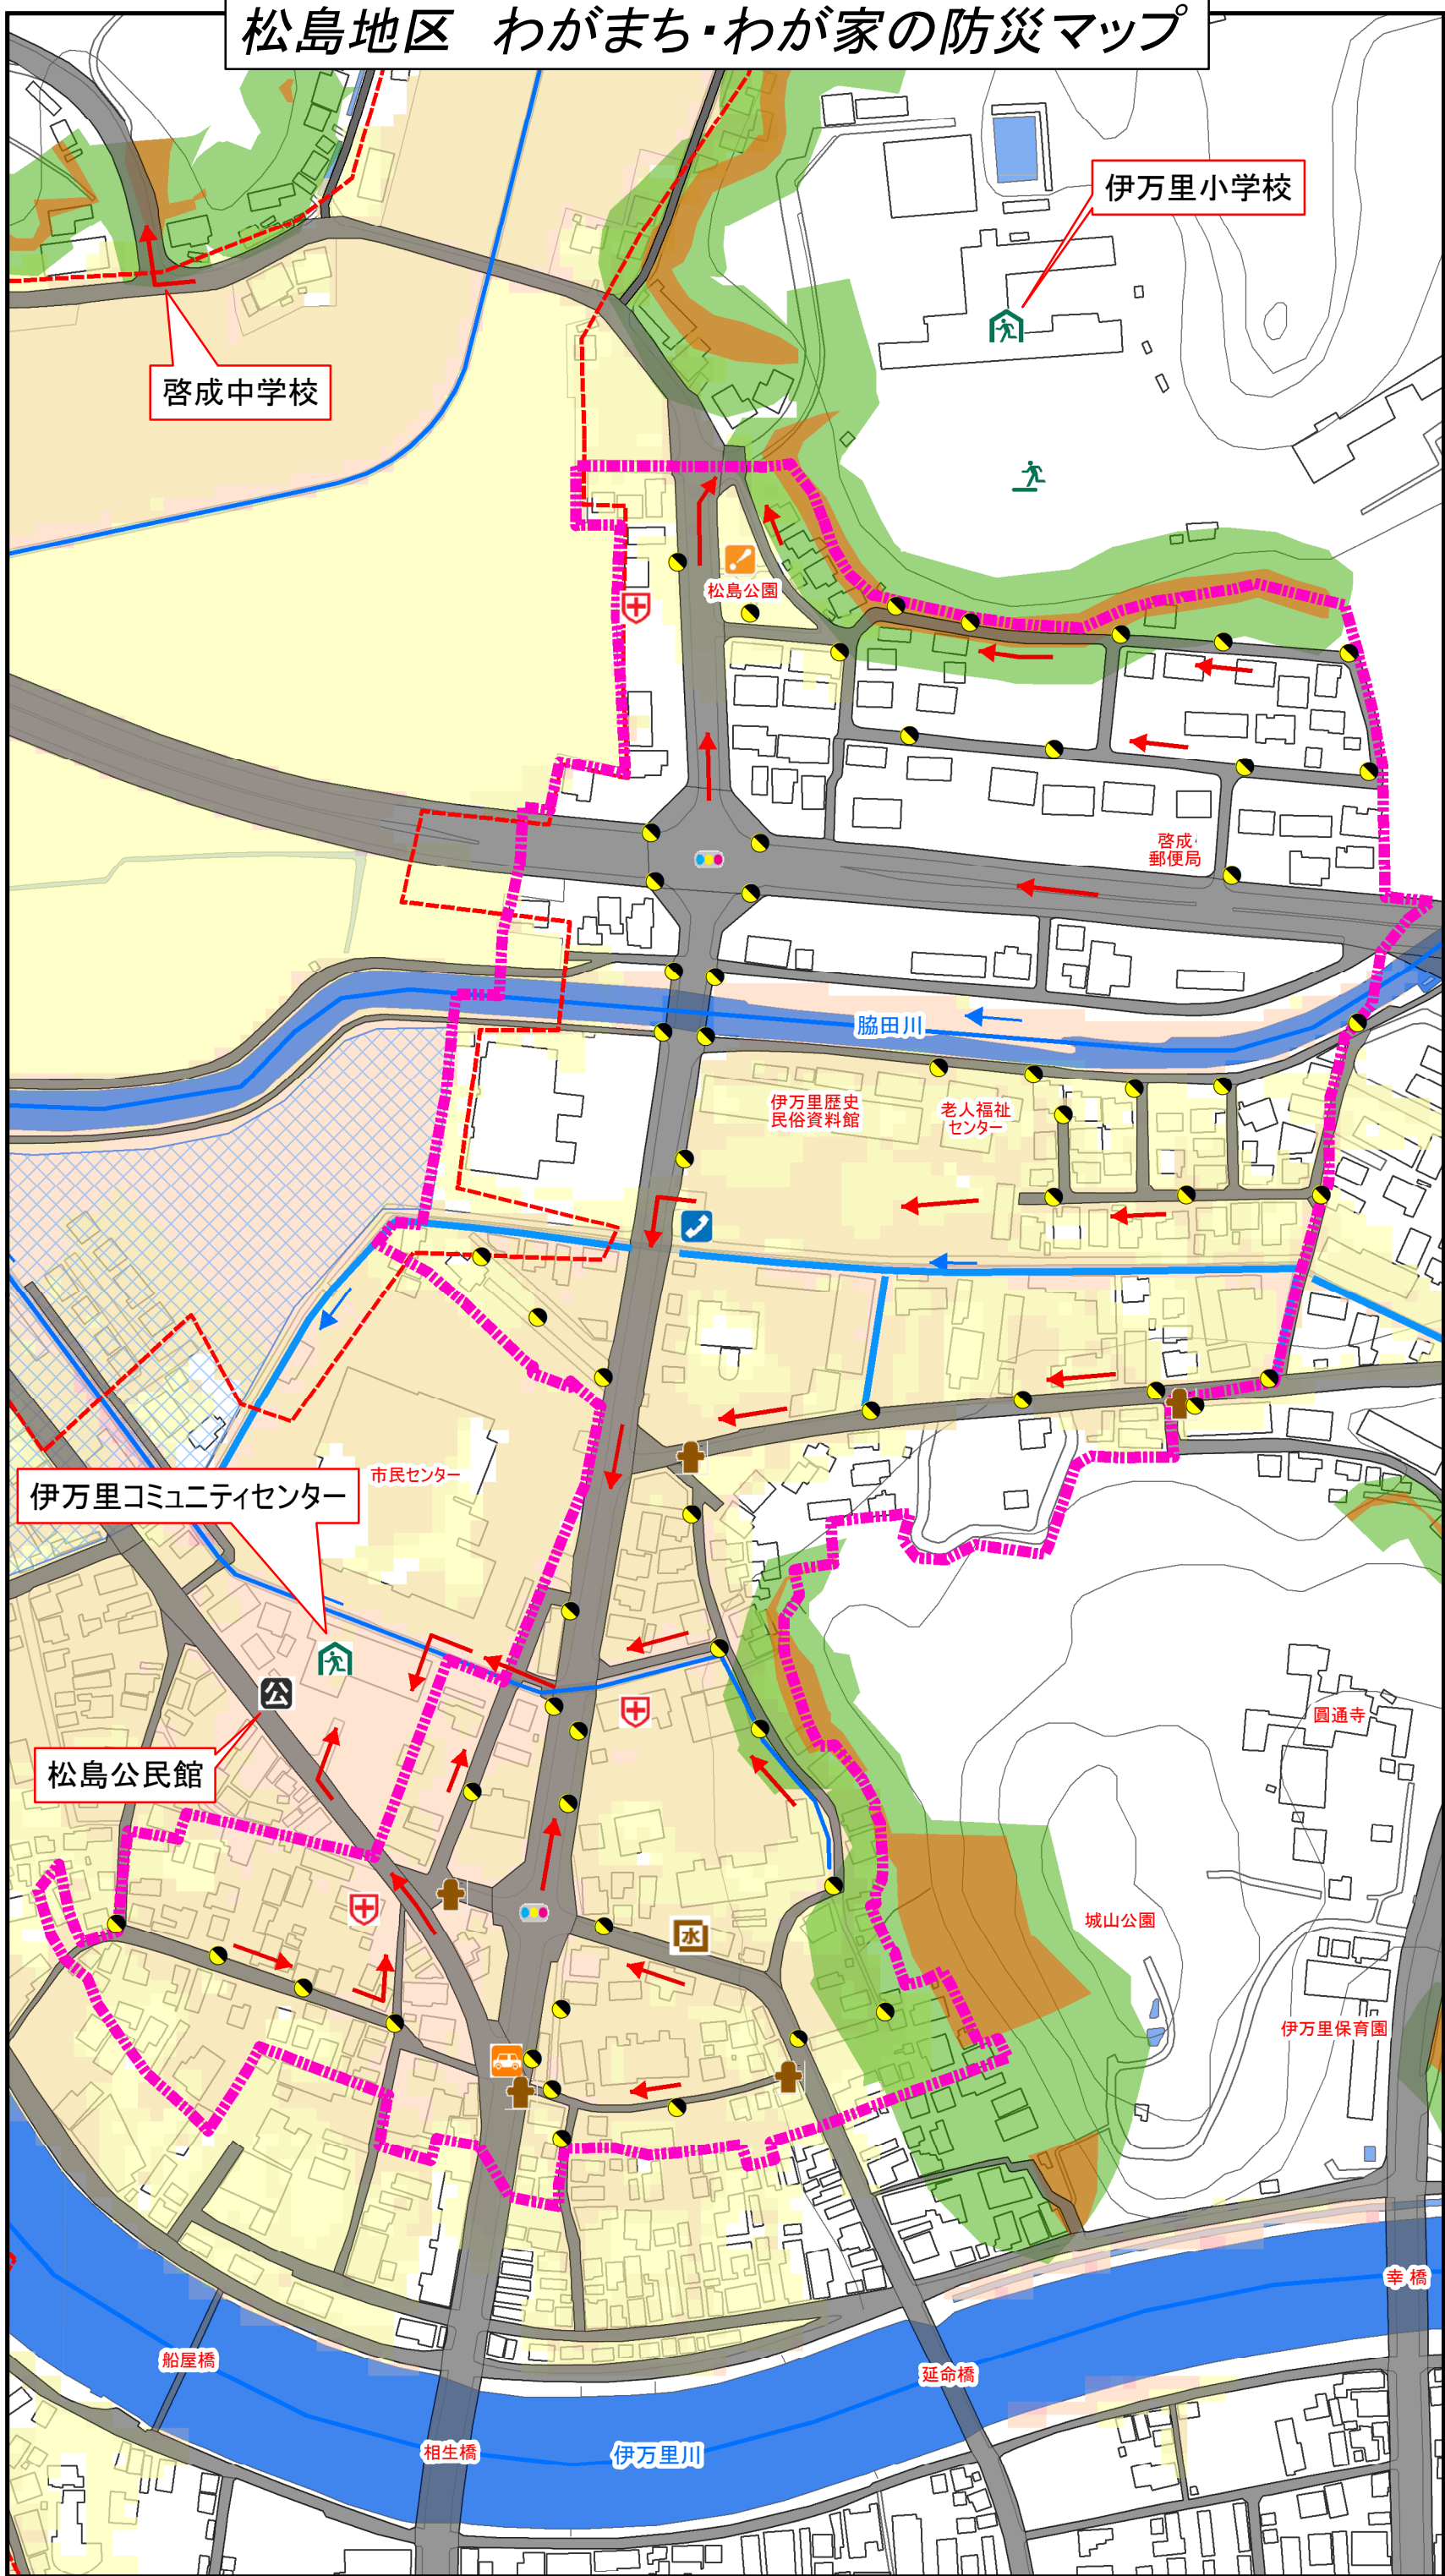 松島地区　わがまち・わが家の防災マップ
伊万里小学校
啓成中学校
松島公園
啓成
郵便局
脇田川
伊万里歴史
民俗資料館
老人福祉
センター
市民センター
伊万里コミュニティセンター
公
圓通寺
松島公民館
城山公園
水
伊万里保育園
幸橋
船屋橋
延命橋
相生橋
伊万里川